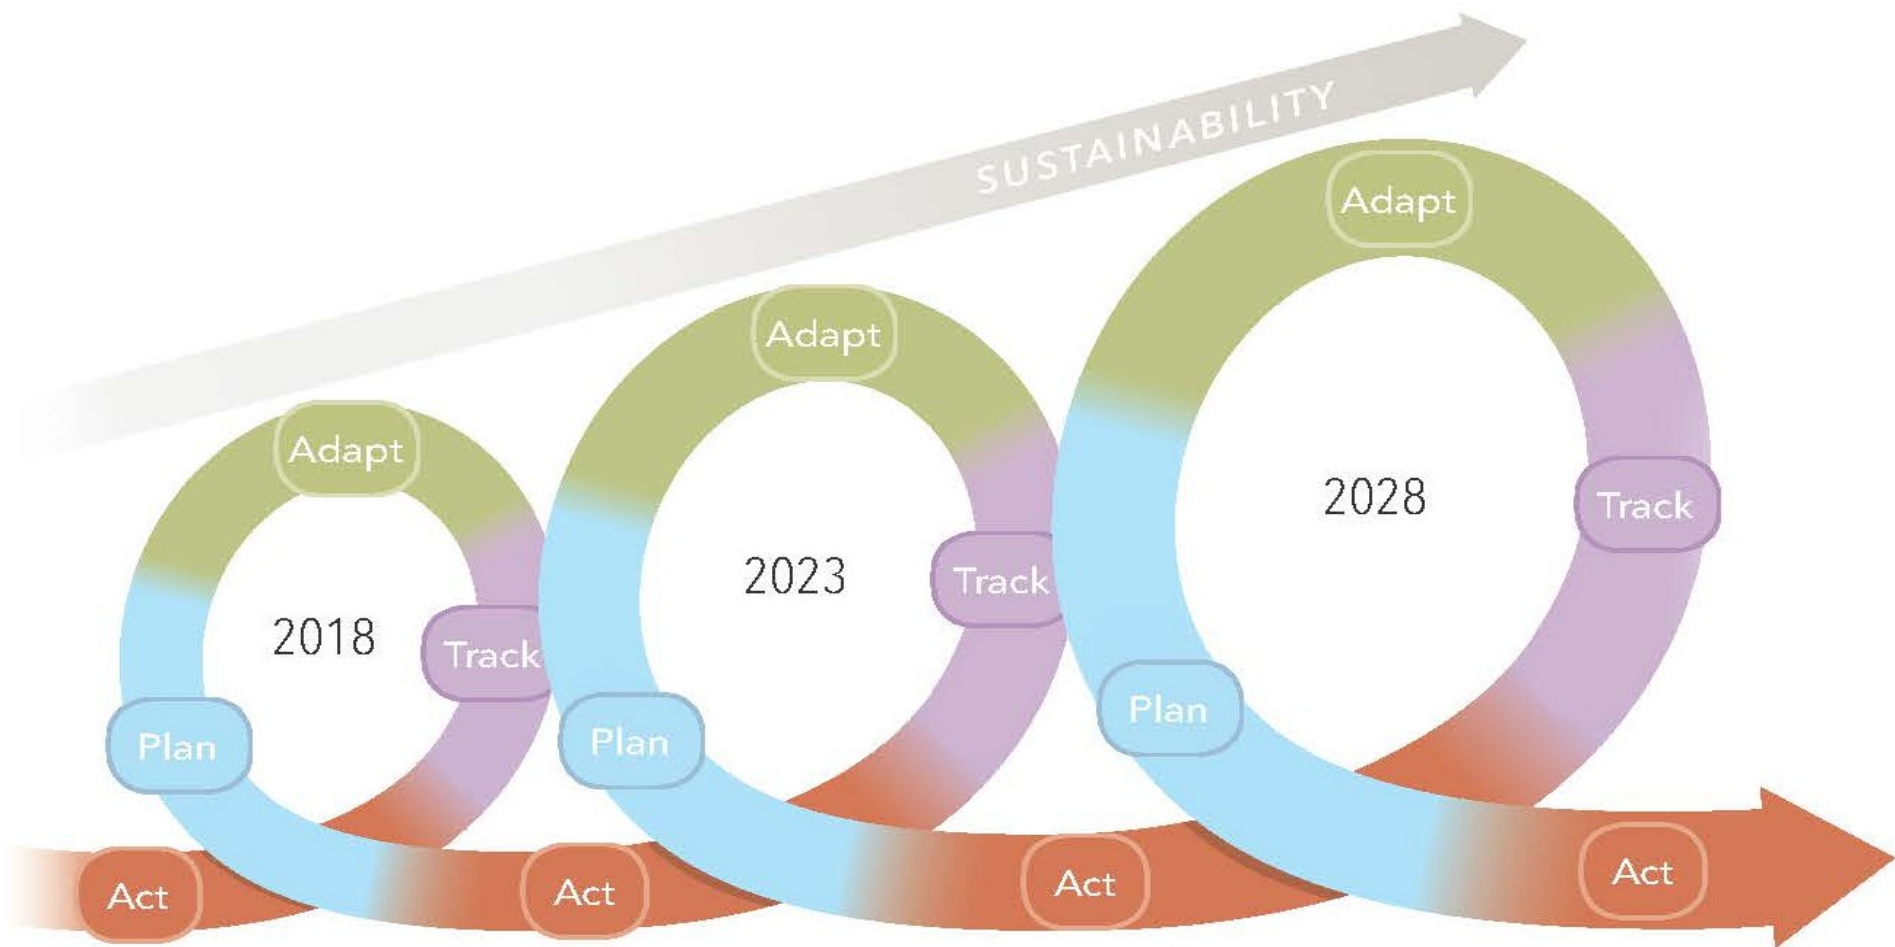 SUSTAINABILITY
Adapt
Adapt
Adapt
2018
2023
2028
Track
Track
Track
Plan
Plan
Plan
Act
Act
Act
Act